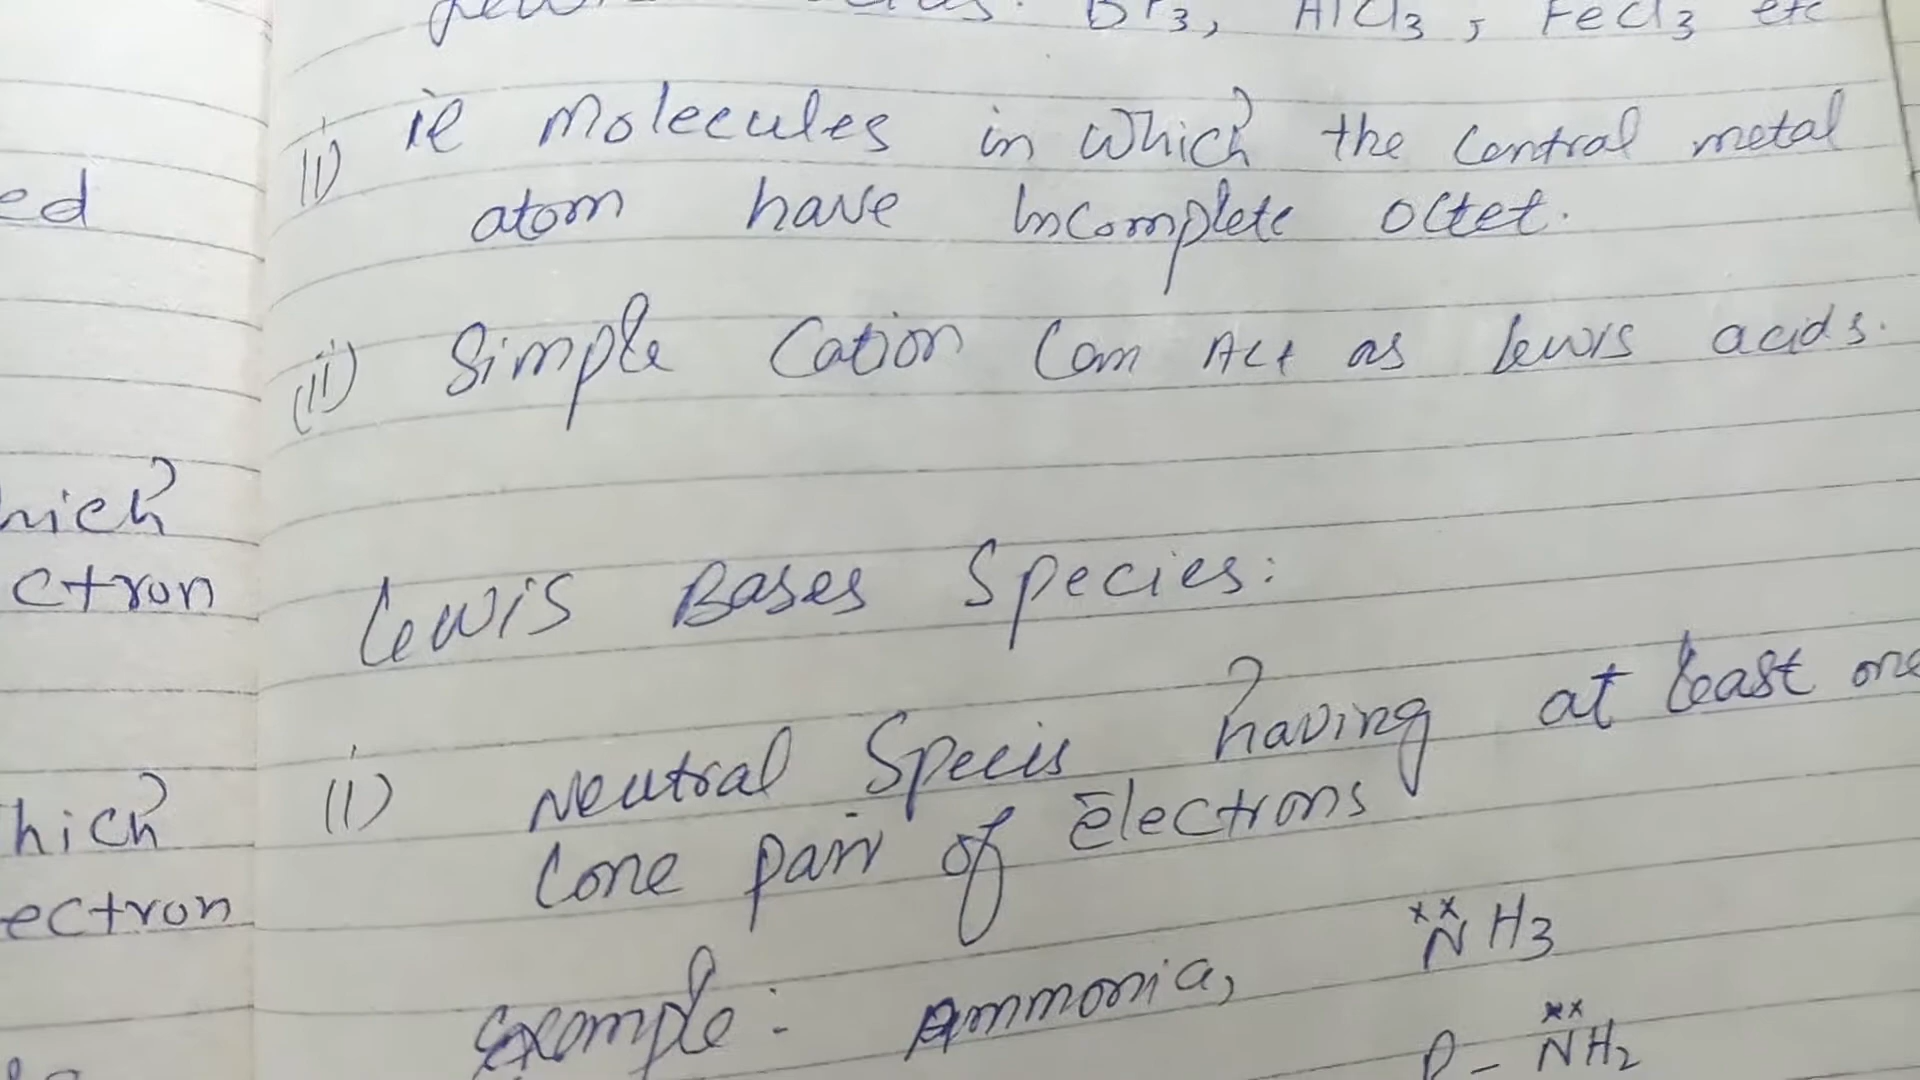 BF3, AlCl3, FeCl3 etc
(ii) ie Molecules in which the Central metal
atom have incomplete octet.
(ii) Simple Cation Can Act as lewis acids.
Lewis Bases Species:
(i) Neutral Specis having at least one
lone pair of Electrons
Example:- Ammonia, NH3
R-NH2
ed
hich
ctron
hich
ectron